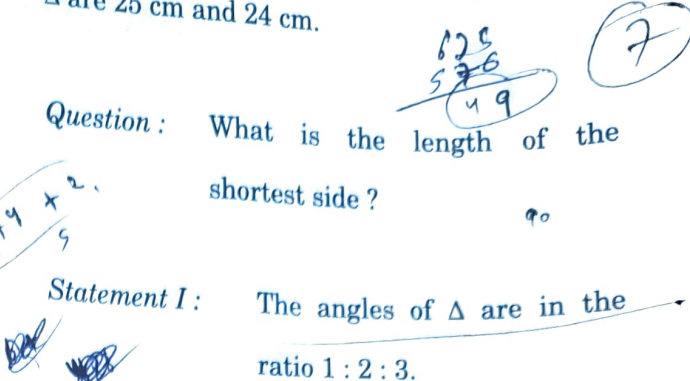 Δ are 25 cm and 24 cm.
625
576
49
7
Question : What is the length of the
shortest side ?
90
Statement I : The angles of Δ are in the
ratio 1 : 2 : 3.